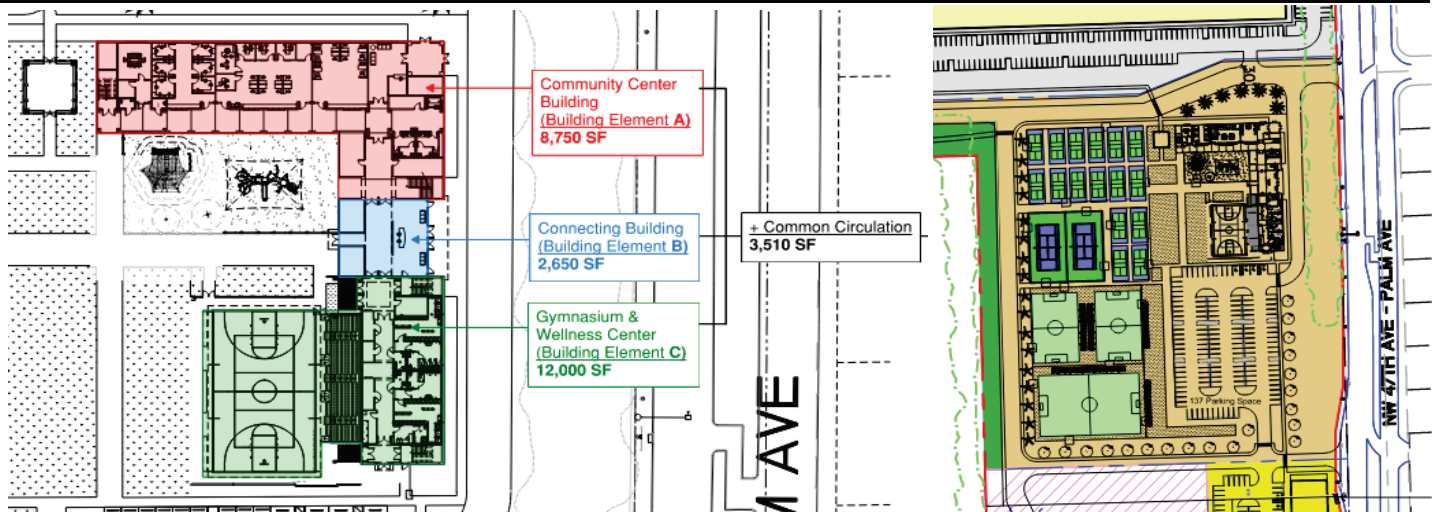 Community Center
Building
(Building Element A)
8,750 SF
Connecting Building
(Building Element B)
2,650 SF
+ Common Circulation
3,510 SF
Gymnasium &
Wellness Center
(Building Element C)
12,000 SF
M AVE
30
137 Parking Space
NW 47TH AVE - PALM AVE